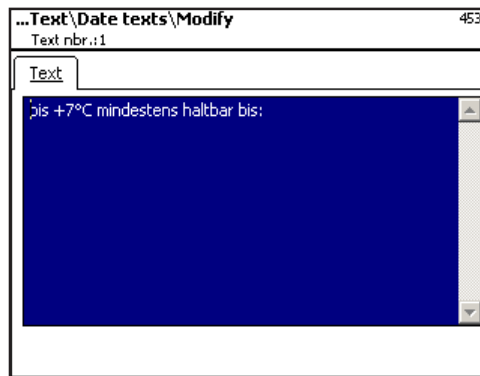 ...Text\Date texts\Modify 453
Text nbr.:1
Text
bis +7°C mindestens haltbar bis: